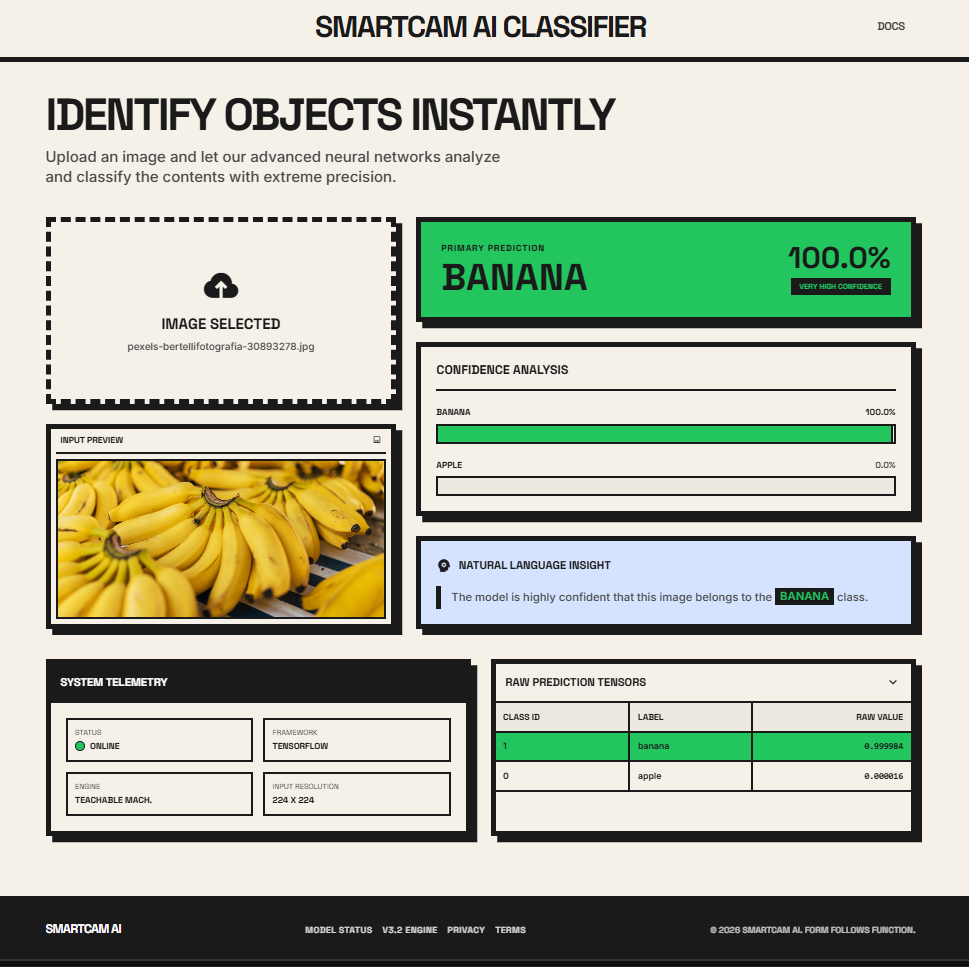 SMARTCAM AI CLASSIFIER
DOCS
IDENTIFY OBJECTS INSTANTLY
Upload an image and let our advanced neural networks analyze
and classify the contents with extreme precision.
IMAGE SELECTED
pexels-bertellifotografia-30893278.jpg
INPUT PREVIEW
PRIMARY PREDICTION
BANANA
100.0%
VERY HIGH CONFIDENCE
CONFIDENCE ANALYSIS
BANANA 100.0%
APPLE 0.0%
NATURAL LANGUAGE INSIGHT
The model is highly confident that this image belongs to the BANANA class.
SYSTEM TELEMETRY
STATUS
ONLINE
FRAMEWORK
TENSORFLOW
ENGINE
TEACHABLE MACH.
INPUT RESOLUTION
224 X 224
RAW PREDICTION TENSORS
CLASS ID LABEL RAW VALUE
1 banana 0.999984
0 apple 0.000016
SMARTCAM AI
MODEL STATUS V3.2 ENGINE PRIVACY TERMS
© 2026 SMARTCAM AI. FORM FOLLOWS FUNCTION.